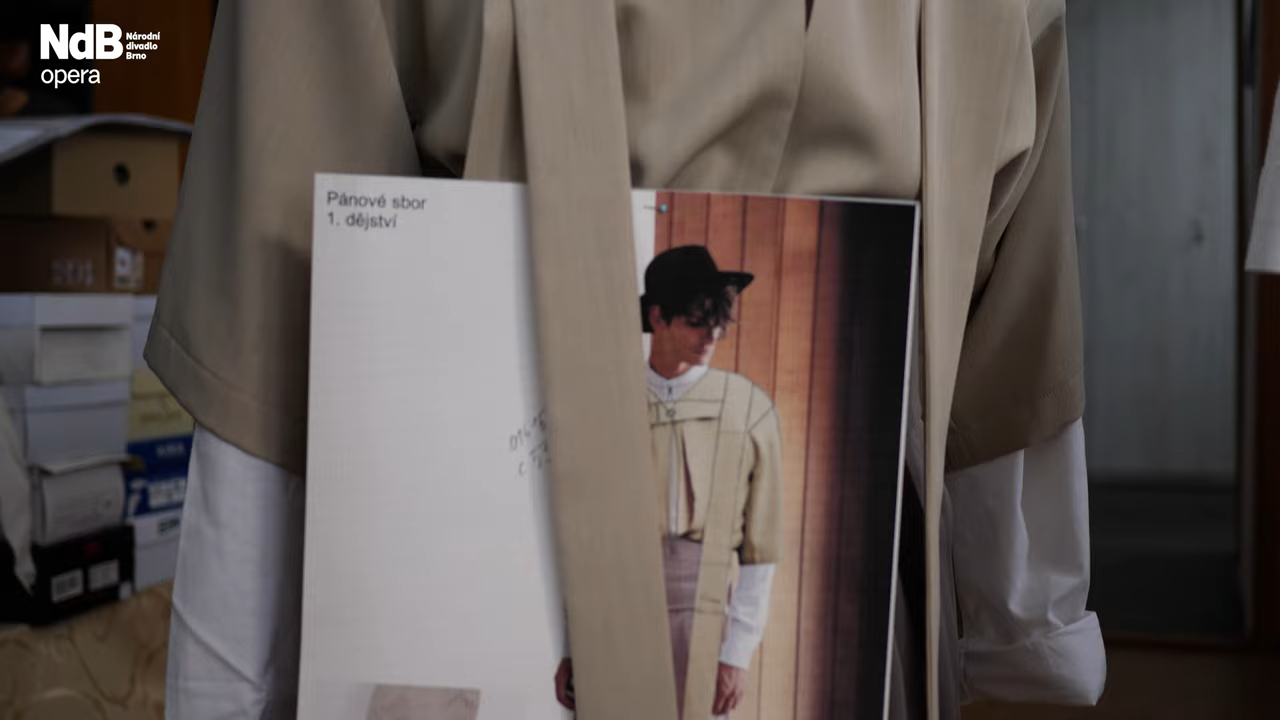 NdB
Národní
divadlo
Brno
opera
Pánové sbor
1. dějství